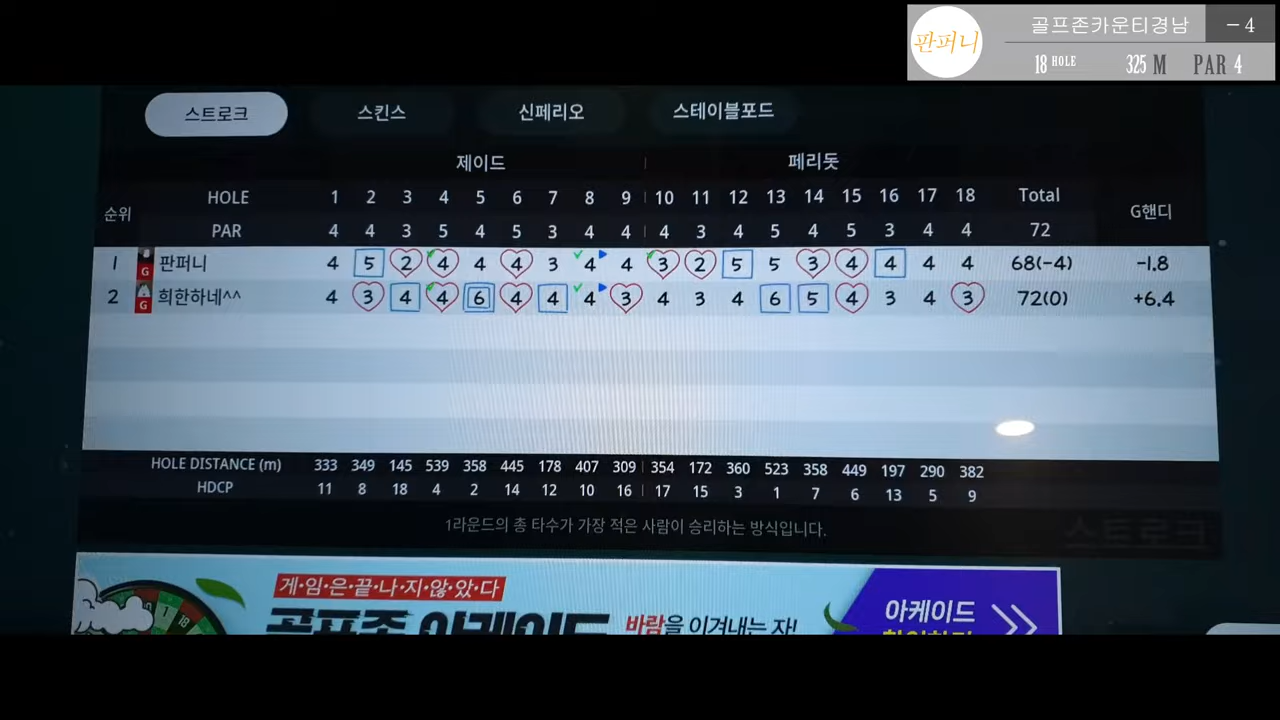 판퍼니
골프존카운티경남 -4
18 HOLE 325 M PAR 4
스트로크 스킨스 신페리오 스테이블포드
제이드 페리돗
순위 HOLE 1 2 3 4 5 6 7 8 9 10 11 12 13 14 15 16 17 18 Total G핸디
PAR 4 4 3 5 4 5 3 4 4 4 3 4 5 4 5 3 4 4 72
1 G 판퍼니 4 5 2 4 4 4 3 4 4 3 2 5 5 3 4 4 4 4 68(-4) -1.8
2 G 희한하네^^ 4 3 4 4 6 4 4 4 3 4 3 4 6 5 4 3 4 3 72(0) +6.4
HOLE DISTANCE (m) 333 349 145 539 358 445 178 407 309 354 172 360 523 358 449 197 290 382
HDCP 11 8 18 4 2 14 12 10 16 17 15 3 1 7 6 13 5 9
1라운드의 총 타수가 가장 적은 사람이 승리하는 방식입니다.
스트로크
게·임·은·끝·나·지·않·았·다
골프존 아케이드 바람을 이겨내는 자!
아케이드